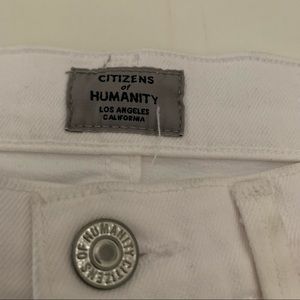 CITIZENS
of
HUMANITY
LOS ANGELES
CALIFORNIA
CITIZENS OF HUMANITY